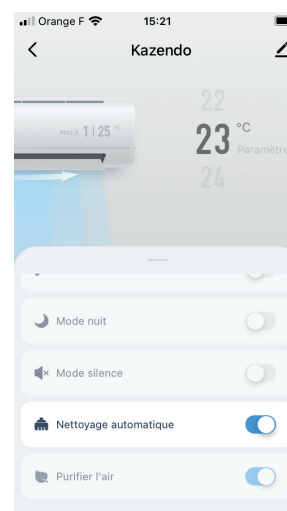 Orange F 15:21
Kazendo
22
PM2.5 1 | 25 °C
23 °C
Paramètre
24
Mode nuit
Mode silence
Nettoyage automatique
Purifier l'air